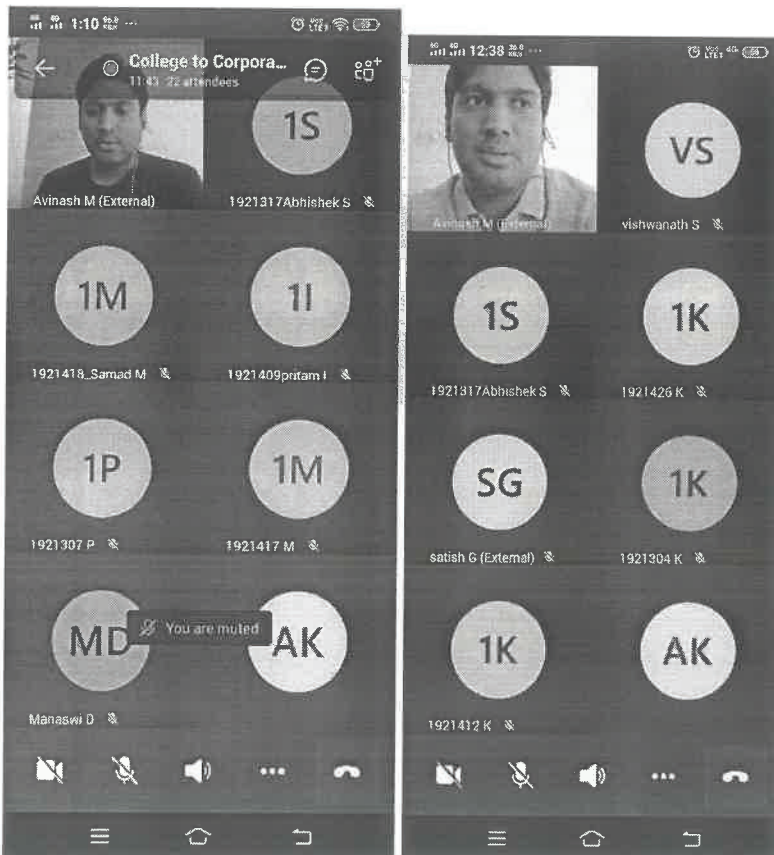 1:10
College to Corpora...
11:43 22 attendees
1S
Avinash M (External)
1921317Abhishek S
1M
1I
1921418_Samad M
1921409pritam I
1P
1M
1921307 P
1921417 M
MD
You are muted
AK
Manaswi D
12:38
VS
Avinash M (External)
vishwanath S
1S
1K
1921317Abhishek S
1921426 K
SG
1K
satish G (External)
1921304 K
1K
AK
1921412 K